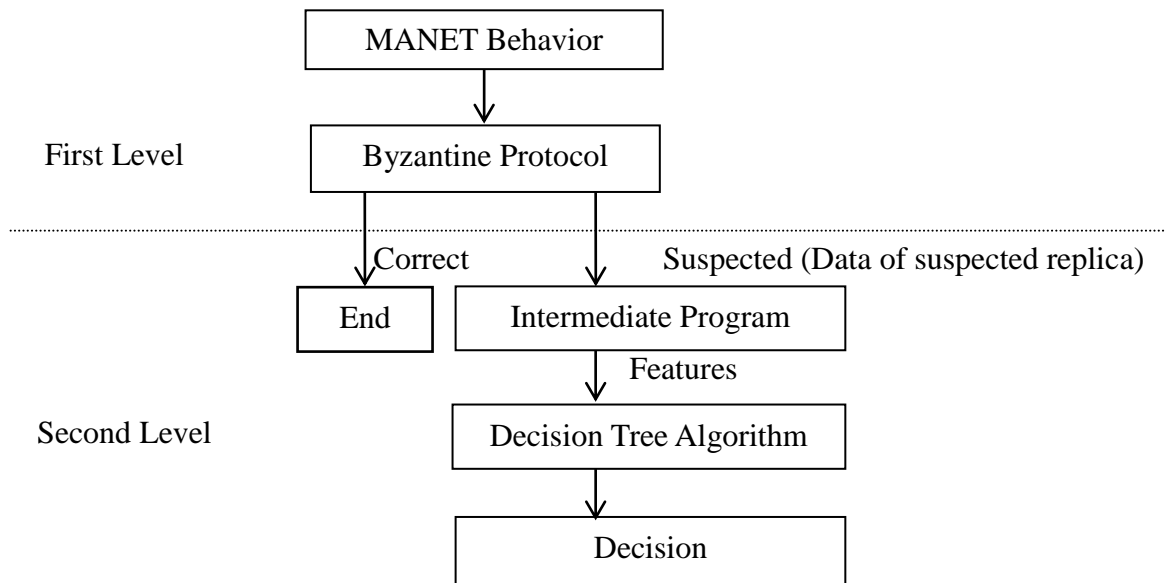 MANET Behavior
First Level
Byzantine Protocol
Correct
Suspected (Data of suspected replica)
End
Intermediate Program
Features
Second Level
Decision Tree Algorithm
Decision